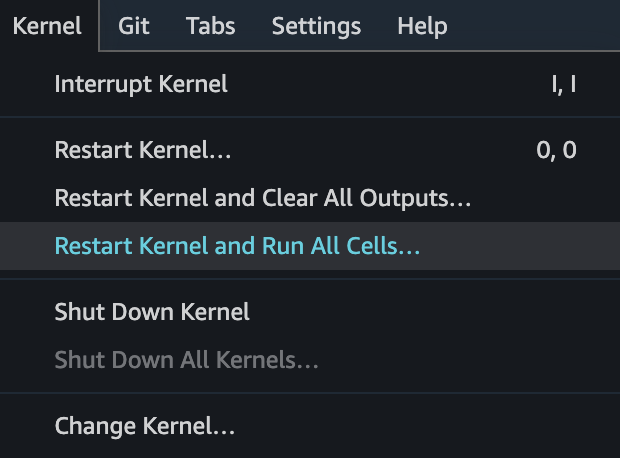 Kernel Git Tabs Settings Help
Interrupt Kernel I, I
Restart Kernel… 0, 0
Restart Kernel and Clear All Outputs…
Restart Kernel and Run All Cells…
Shut Down Kernel
Shut Down All Kernels…
Change Kernel…